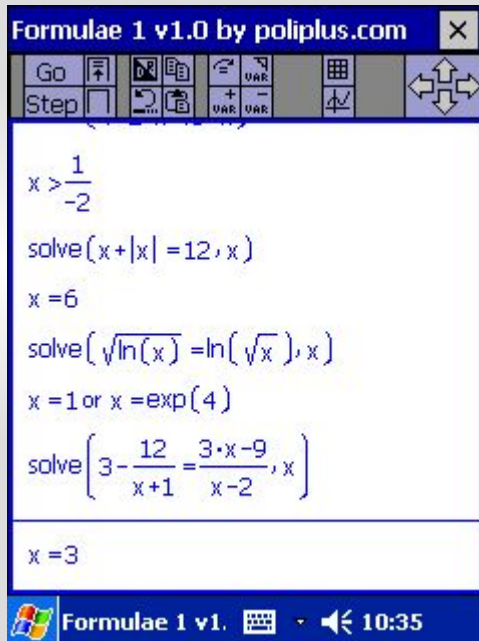 Formulae 1 v1.0 by poliplus.com
Go VAR VAR
Step VAR VAR
x > 1/-2
solve(x+|x| =12, x)
x =6
solve(√ln(x) =ln(√x), x)
x =1 or x =exp(4)
solve(3- 12/x+1 = 3·x-9/x-2, x)
x =3
Formulae 1 v1. 10:35